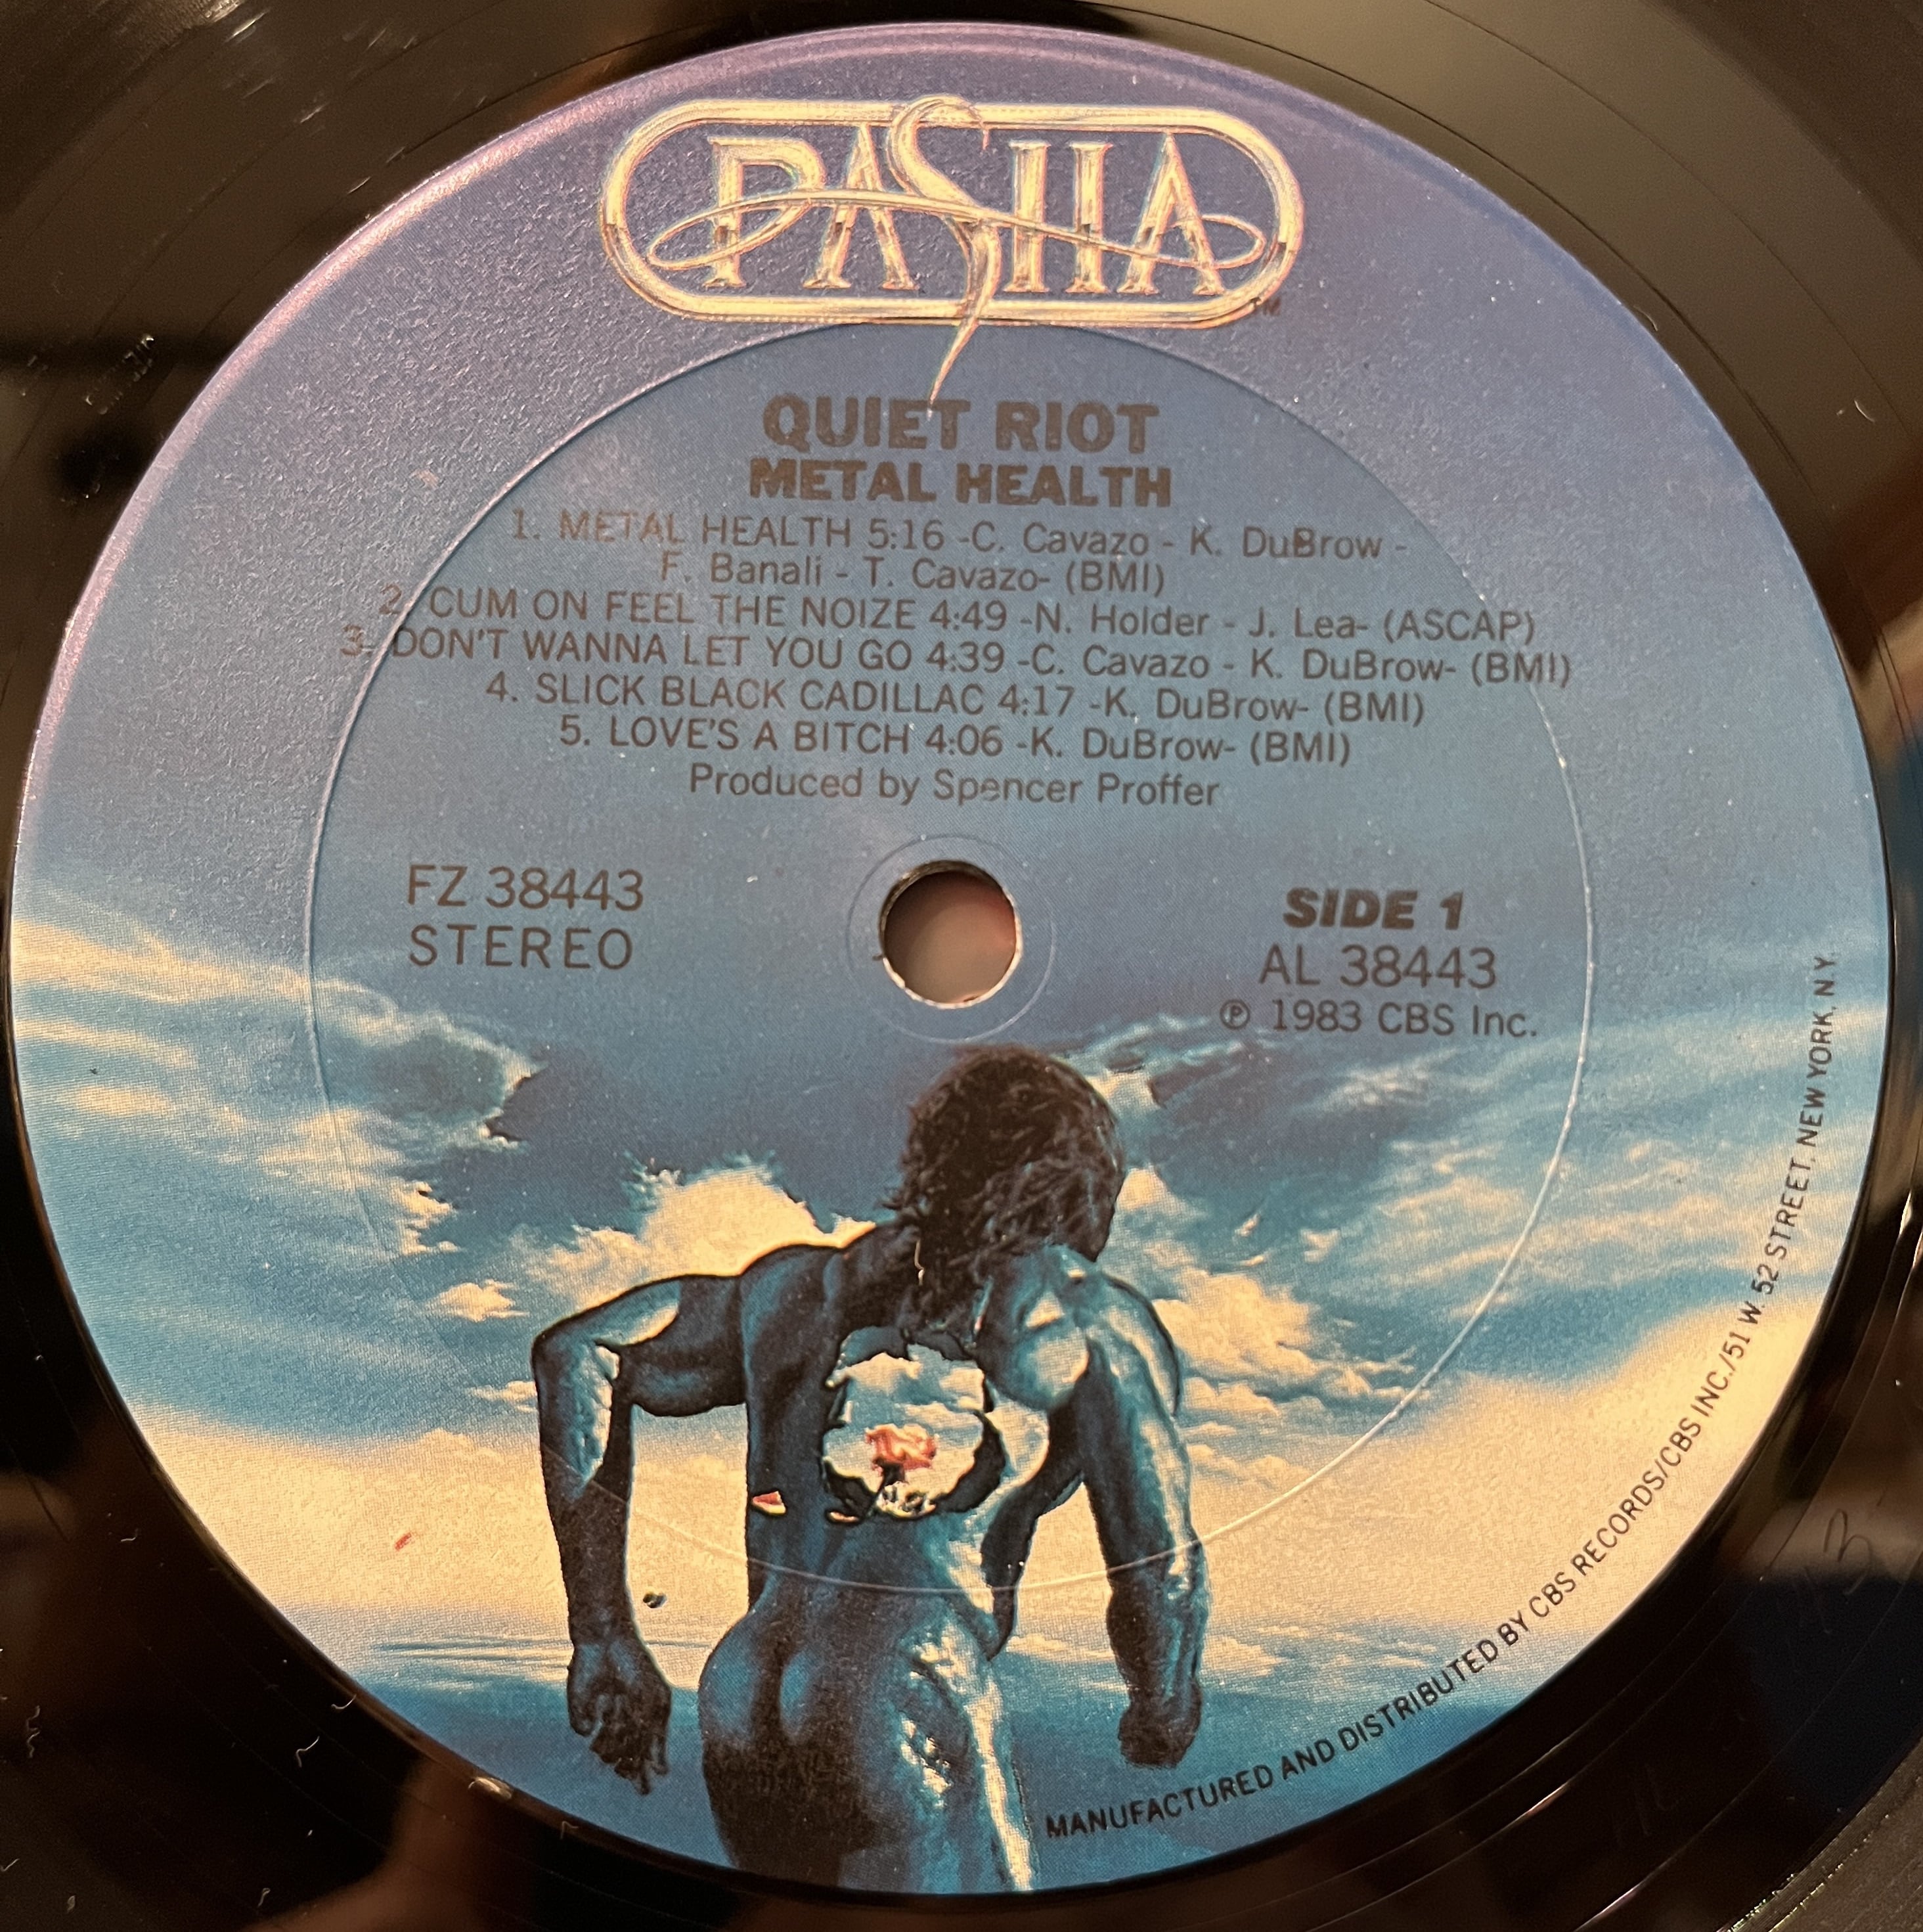 PASHA
TM
QUIET RIOT
METAL HEALTH
1. METAL HEALTH 5:16 -C. Cavazo - K. DuBrow -
F. Banali - T. Cavazo- (BMI)
2. CUM ON FEEL THE NOIZE 4:49 -N. Holder - J. Lea- (ASCAP)
3. DON'T WANNA LET YOU GO 4:39 -C. Cavazo - K. DuBrow- (BMI)
4. SLICK BLACK CADILLAC 4:17 -K. DuBrow- (BMI)
5. LOVE'S A BITCH 4:06 -K. DuBrow- (BMI)
Produced by Spencer Proffer
FZ 38443
STEREO
SIDE 1
AL 38443
℗ 1983 CBS Inc.
MANUFACTURED AND DISTRIBUTED BY CBS RECORDS/CBS INC./51 W. 52 STREET, NEW YORK, N.Y.